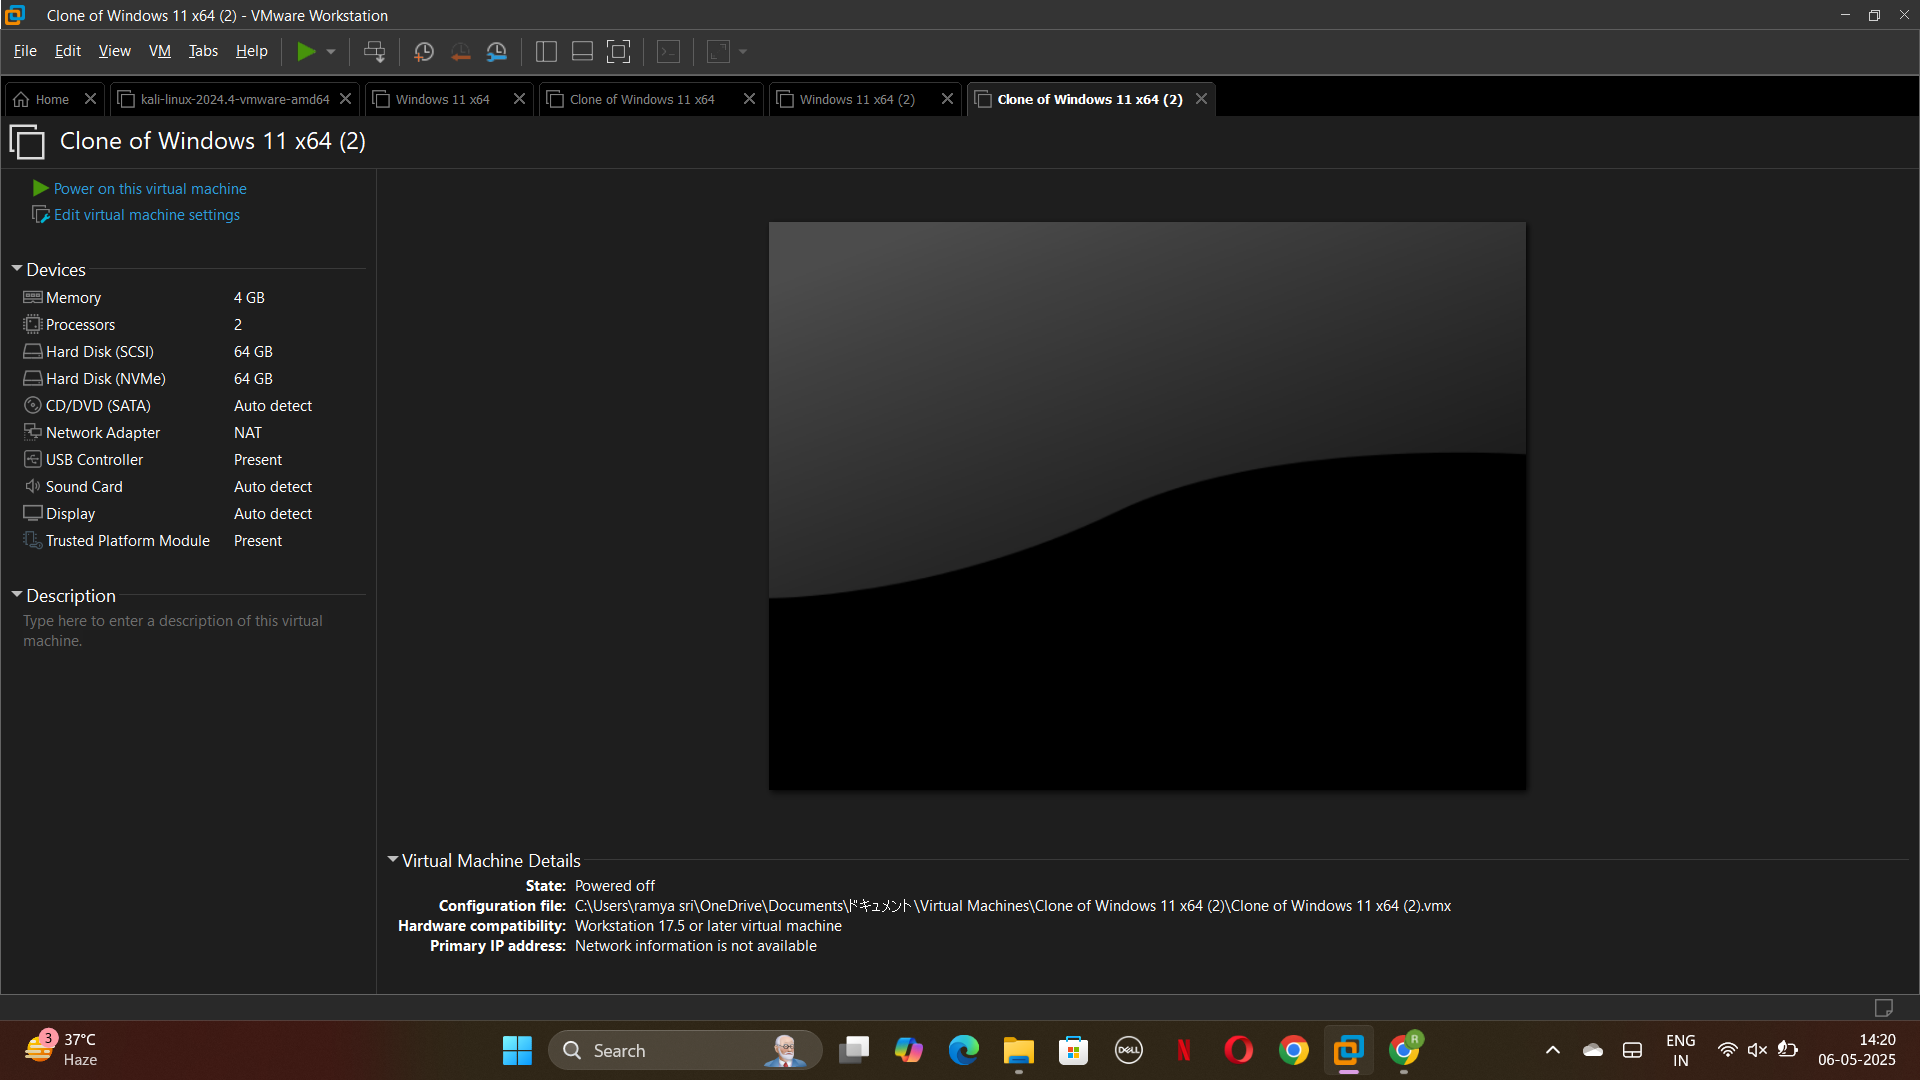 Clone of Windows 11 x64 (2) - VMware Workstation
File Edit View VM Tabs Help
Home kali-linux-2024.4-vmware-amd64 Windows 11 x64 Clone of Windows 11 x64 Windows 11 x64 (2) Clone of Windows 11 x64 (2)
Clone of Windows 11 x64 (2)
Power on this virtual machine
Edit virtual machine settings
Devices
Memory 4 GB
Processors 2
Hard Disk (SCSI) 64 GB
Hard Disk (NVMe) 64 GB
CD/DVD (SATA) Auto detect
Network Adapter NAT
USB Controller Present
Sound Card Auto detect
Display Auto detect
Trusted Platform Module Present
Description
Type here to enter a description of this virtual
machine.
Virtual Machine Details
State: Powered off
Configuration file: C:\Users\ramya sri\OneDrive\Documents\ドキュメント\Virtual Machines\Clone of Windows 11 x64 (2)\Clone of Windows 11 x64 (2).vmx
Hardware compatibility: Workstation 17.5 or later virtual machine
Primary IP address: Network information is not available
3 37°C
Haze
Search
DELL
N
R
ENG
IN
14:20
06-05-2025